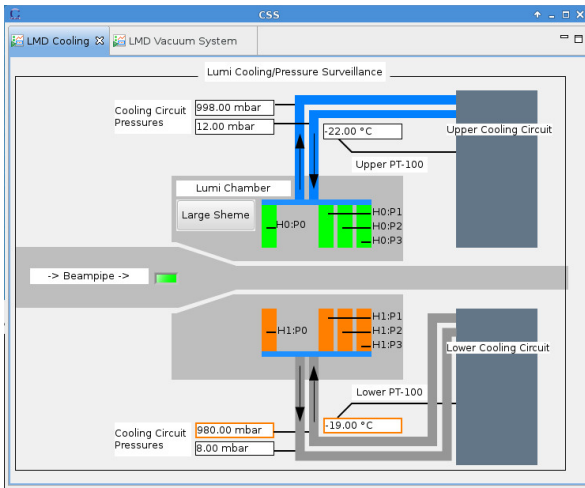 CSS
LMD Cooling
LMD Vacuum System
Lumi Cooling/Pressure Surveillance
Cooling Circuit
Pressures
998.00 mbar
12.00 mbar
-22.00 °C
Upper Cooling Circuit
Upper PT-100
Lumi Chamber
Large Sheme
H0:P0
H0:P1
H0:P2
H0:P3
-> Beampipe ->
H1:P0
H1:P1
H1:P2
H1:P3
Lower Cooling Circuit
Lower PT-100
Cooling Circuit
Pressures
980.00 mbar
8.00 mbar
-19.00 °C